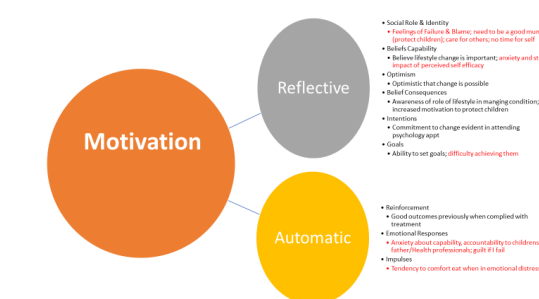 Motivation
Reflective
• Social Role & Identity
• Feelings of Failure & Blame; need to be a good mum
(protect children); care for others; no time for self
• Beliefs Capability
• Believe lifestyle change is important; anxiety and st
impact of perceived self efficacy
• Optimism
• Optimistic that change is possible
• Belief Consequences
• Awareness of role of lifestyle in manging condition;
increased motivation to protect children
• Intentions
• Commitment to change evident in attending
psychology appt
• Goals
• Ability to set goals; difficulty achieving them
Automatic
• Reinforcement
• Good outcomes previously when complied with
treatment
• Emotional Responses
• Anxiety about capability, accountability to childrens
father/Health professionals; guilt if I fail
• Impulses
• Tendency to comfort eat when in emotional distress